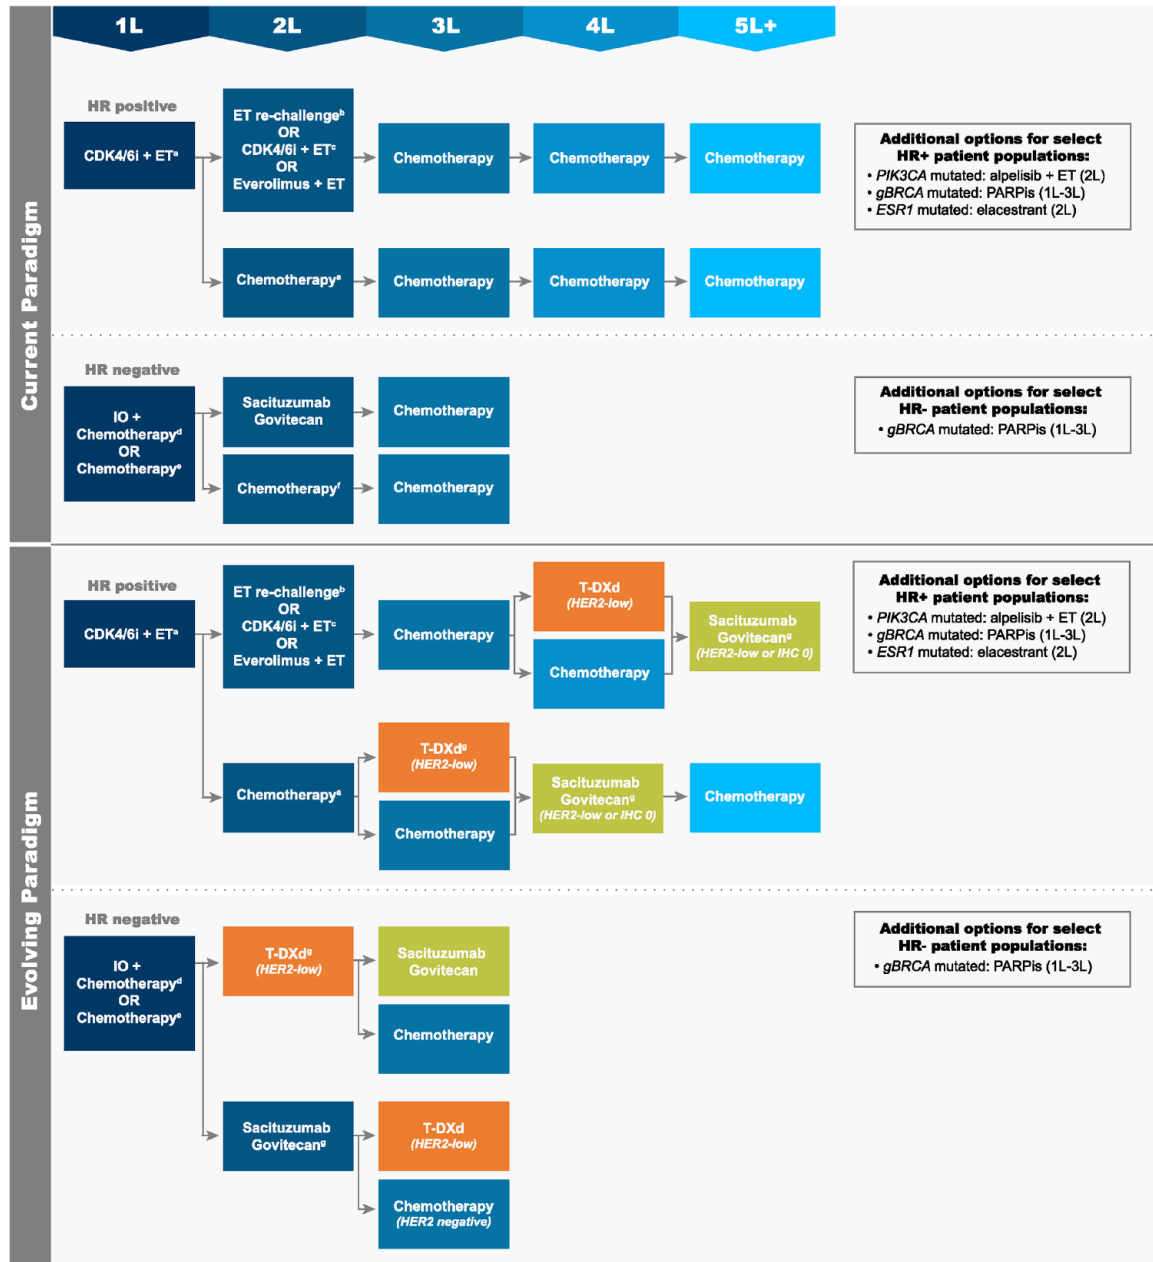 1L
2L
3L
4L
5L+
Current Paradigm
HR positive
CDK4/6i + ETᵃ
ET re-challengeᵇ
OR
CDK4/6i + ETᶜ
OR
Everolimus + ET
Chemotherapy
Chemotherapy
Chemotherapy
Chemotherapyᵉ
Chemotherapy
Chemotherapy
Chemotherapy
Additional options for select
HR+ patient populations:
• PIK3CA mutated: alpelisib + ET (2L)
• gBRCA mutated: PARPis (1L-3L)
• ESR1 mutated: elacestrant (2L)
HR negative
IO +
Chemotherapyᵈ
OR
Chemotherapyᵉ
Sacituzumab
Govitecan
Chemotherapy
Chemotherapyᶠ
Chemotherapy
Additional options for select
HR- patient populations:
• gBRCA mutated: PARPis (1L-3L)
Evolving Paradigm
HR positive
CDK4/6i + ETᵃ
ET re-challengeᵇ
OR
CDK4/6i + ETᶜ
OR
Everolimus + ET
Chemotherapy
T-DXd
(HER2-low)
Chemotherapy
Sacituzumab
Govitecanᵍ
(HER2-low or IHC 0)
Chemotherapyᵉ
T-DXdᵍ
(HER2-low)
Chemotherapy
Sacituzumab
Govitecanᵍ
(HER2-low or IHC 0)
Chemotherapy
Additional options for select
HR+ patient populations:
• PIK3CA mutated: alpelisib + ET (2L)
• gBRCA mutated: PARPis (1L-3L)
• ESR1 mutated: elacestrant (2L)
HR negative
IO +
Chemotherapyᵈ
OR
Chemotherapyᵉ
T-DXdᵍ
(HER2-low)
Sacituzumab
Govitecan
Chemotherapy
Sacituzumab
Govitecanᵍ
T-DXd
(HER2-low)
Chemotherapy
(HER2 negative)
Additional options for select
HR- patient populations:
• gBRCA mutated: PARPis (1L-3L)